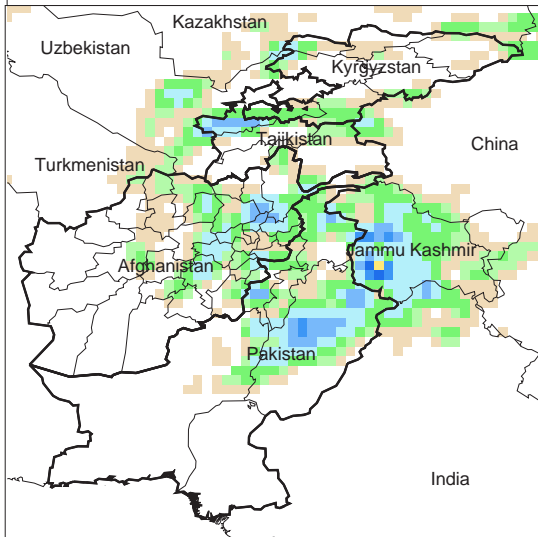 Kazakhstan
Uzbekistan
Kyrgyzstan
China
Tajikistan
Turkmenistan
Jammu Kashmir
Afghanistan
Pakistan
India